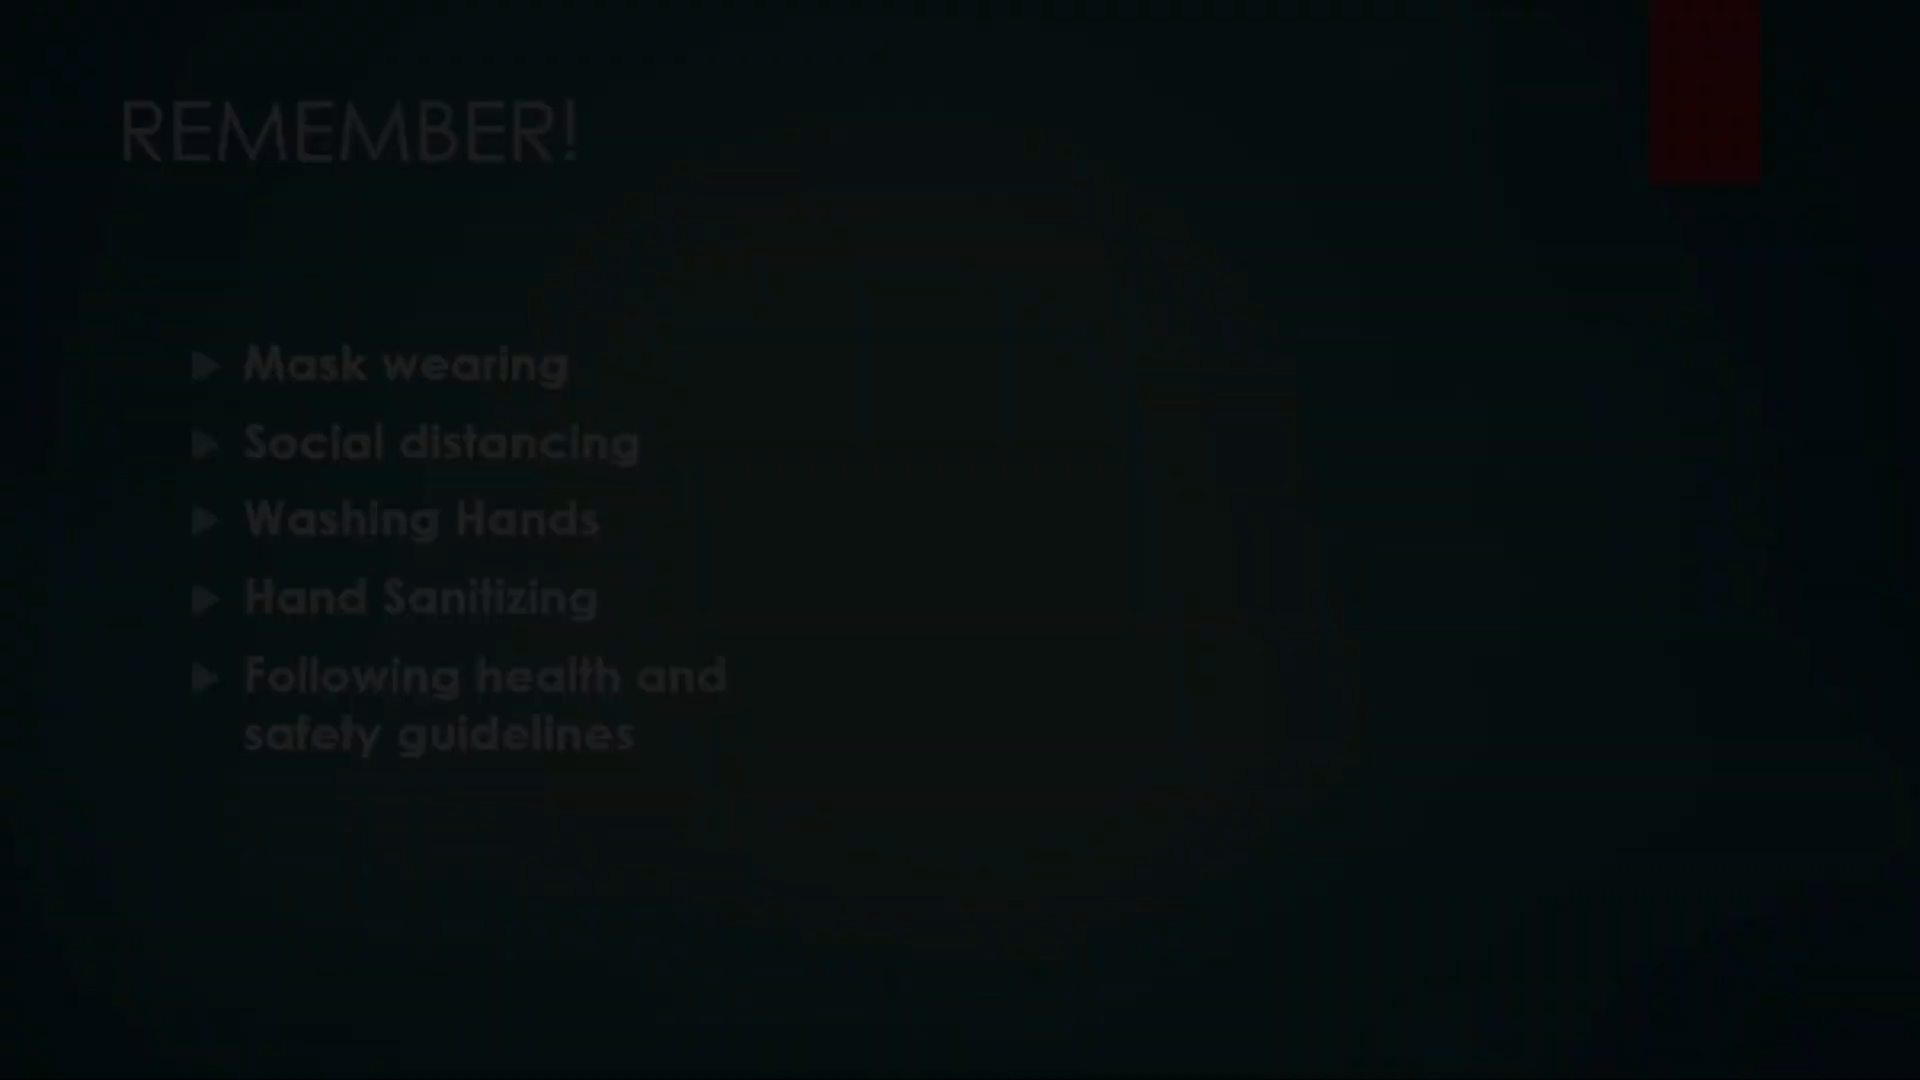 REMEMBER!
Mask wearing
Social distancing
Washing Hands
Hand Sanitizing
Following health and
safety guidelines